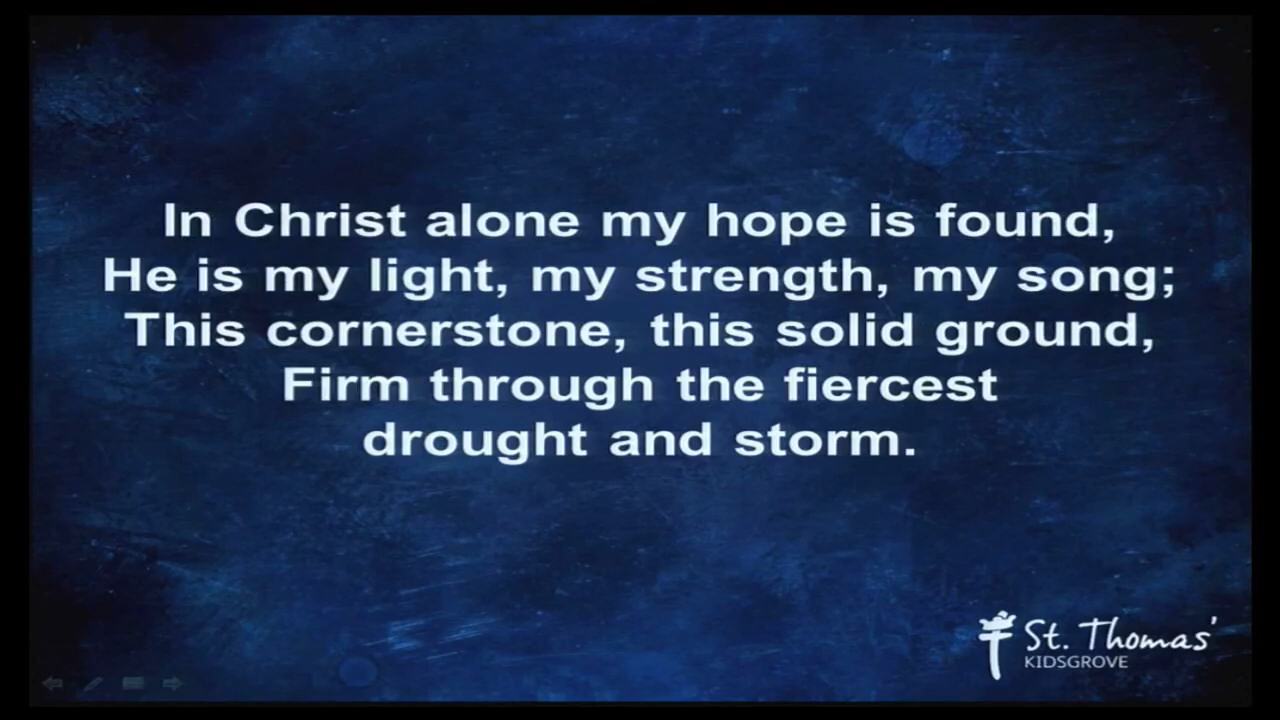 In Christ alone my hope is found,
He is my light, my strength, my song;
This cornerstone, this solid ground,
Firm through the fiercest
drought and storm.
St. Thomas'
KIDSGROVE